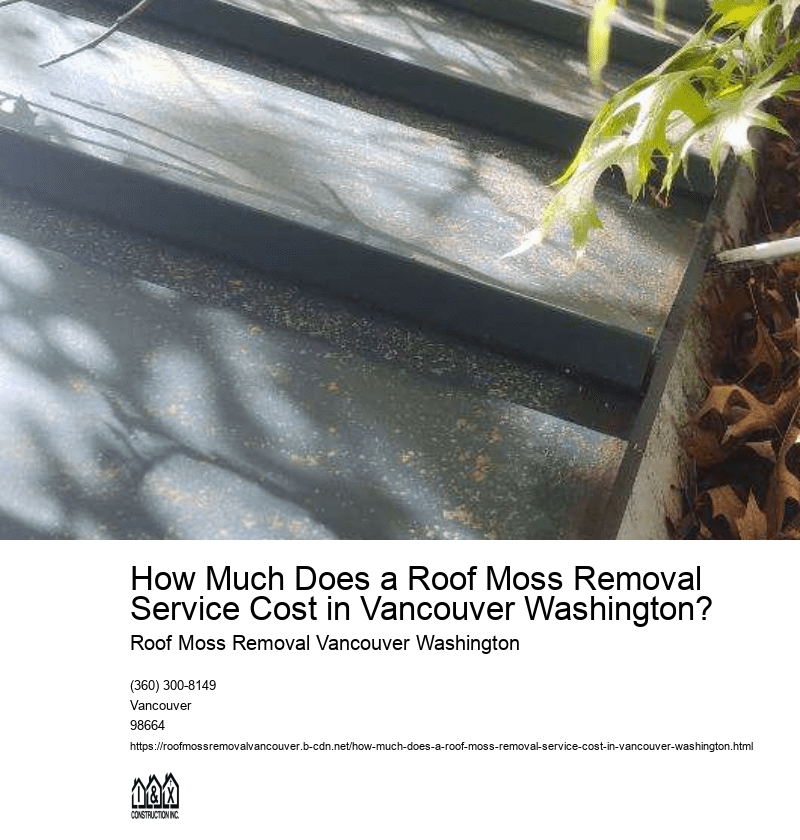 How Much Does a Roof Moss Removal
Service Cost in Vancouver Washington?
Roof Moss Removal Vancouver Washington
(360) 300-8149
Vancouver
98664
https://roofmossremovalvancouver.b-cdn.net/how-much-does-a-roof-moss-removal-service-cost-in-vancouver-washington.html
I&X
CONSTRUCTION INC.